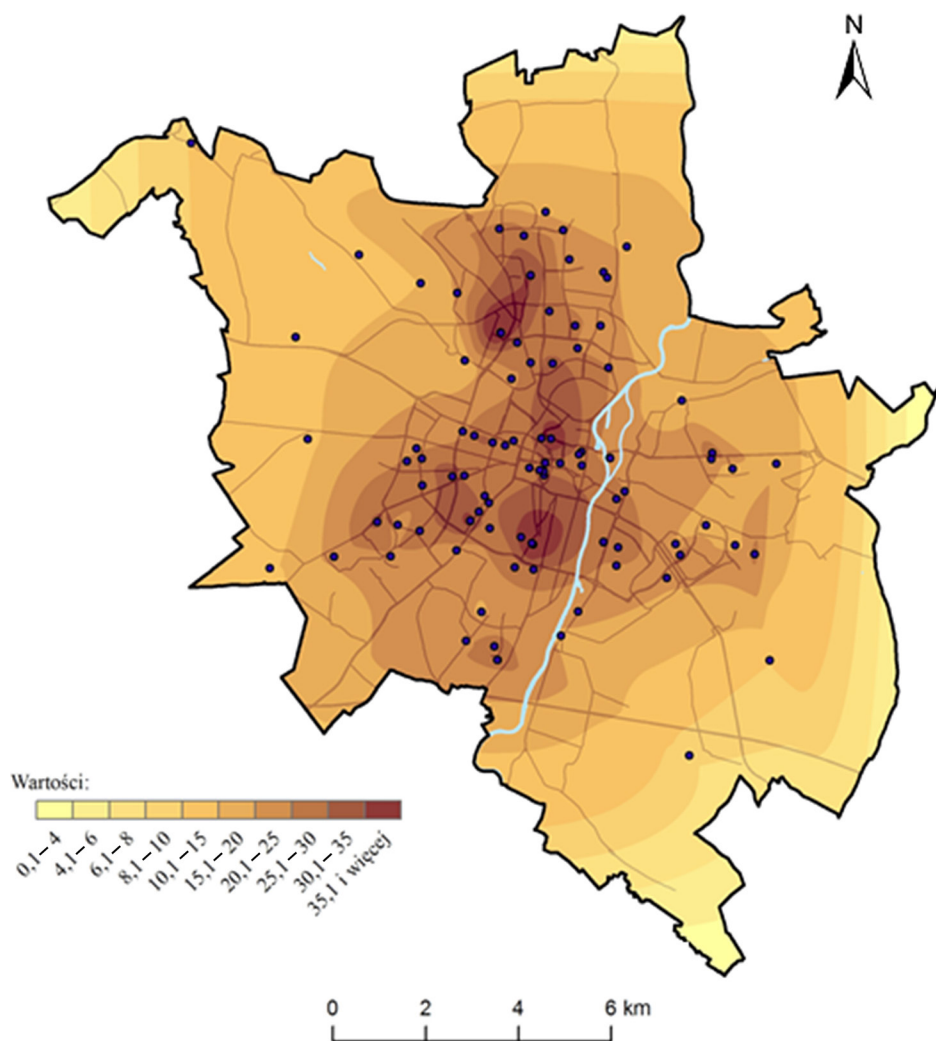 N
Wartości:
0,1–4
4,1–6
6,1–8
8,1–10
10,1–15
15,1–20
20,1–25
25,1–30
30,1–35
35,1 i więcej
0 2 4 6 km